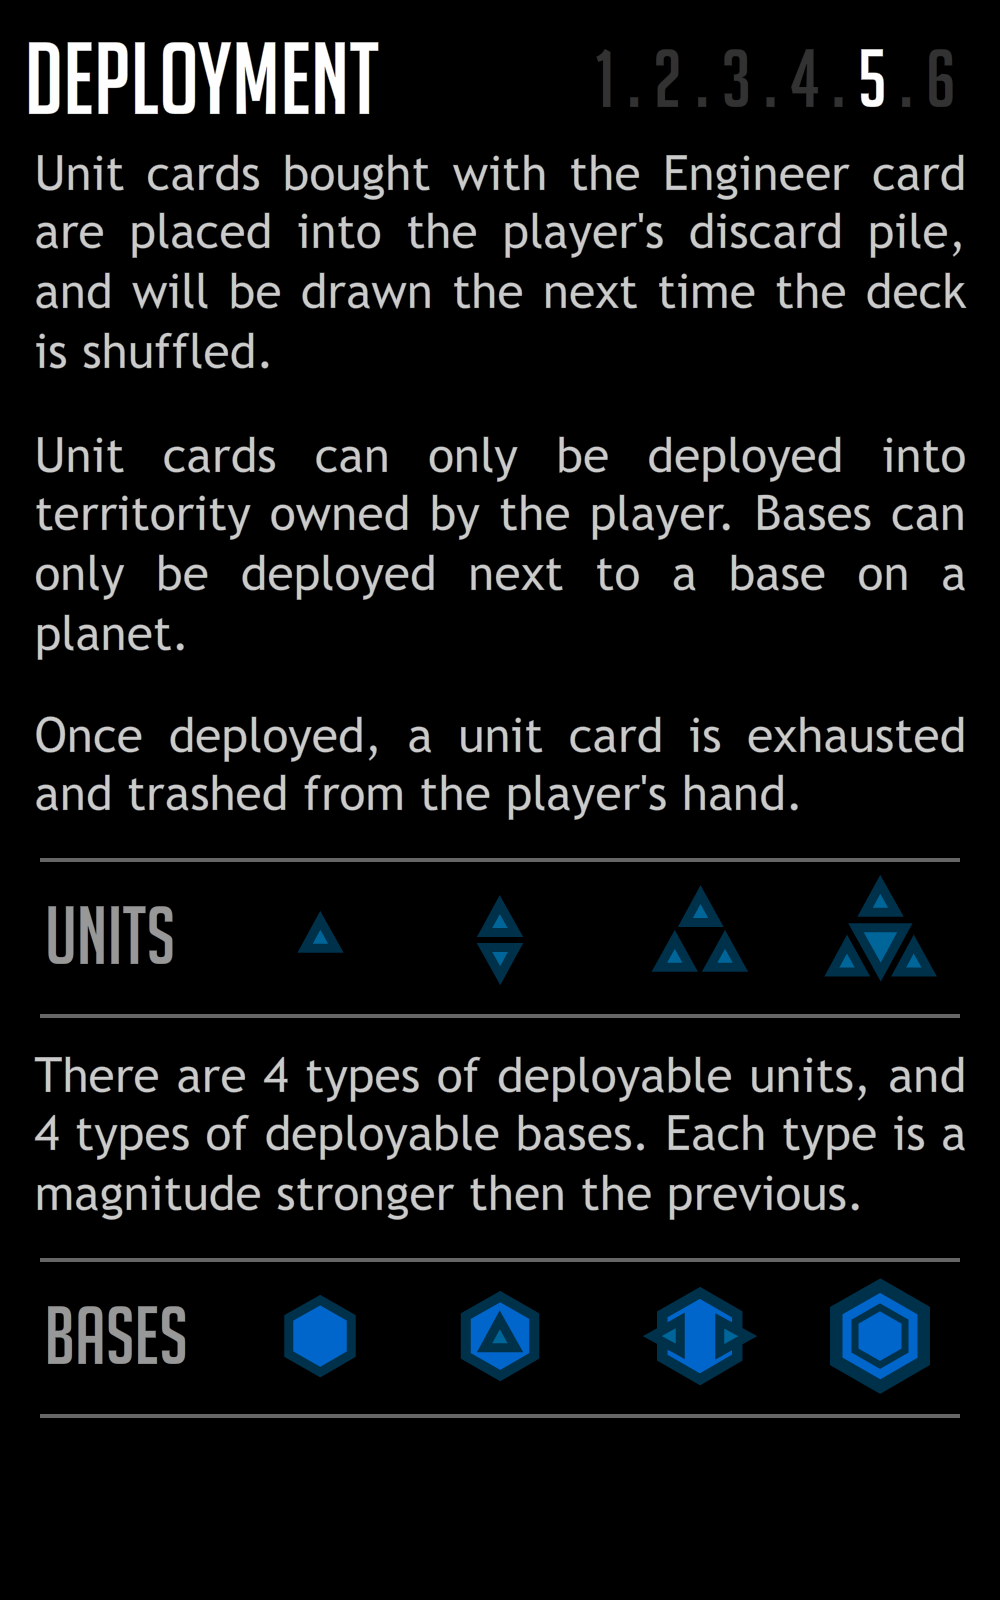 DEPLOYMENT 1.2.3.4.5.6
Unit cards bought with the Engineer card
are placed into the player's discard pile,
and will be drawn the next time the deck
is shuffled.
Unit cards can only be deployed into
territority owned by the player. Bases can
only be deployed next to a base on a
planet.
Once deployed, a unit card is exhausted
and trashed from the player's hand.
UNITS
There are 4 types of deployable units, and
4 types of deployable bases. Each type is a
magnitude stronger then the previous.
BASES